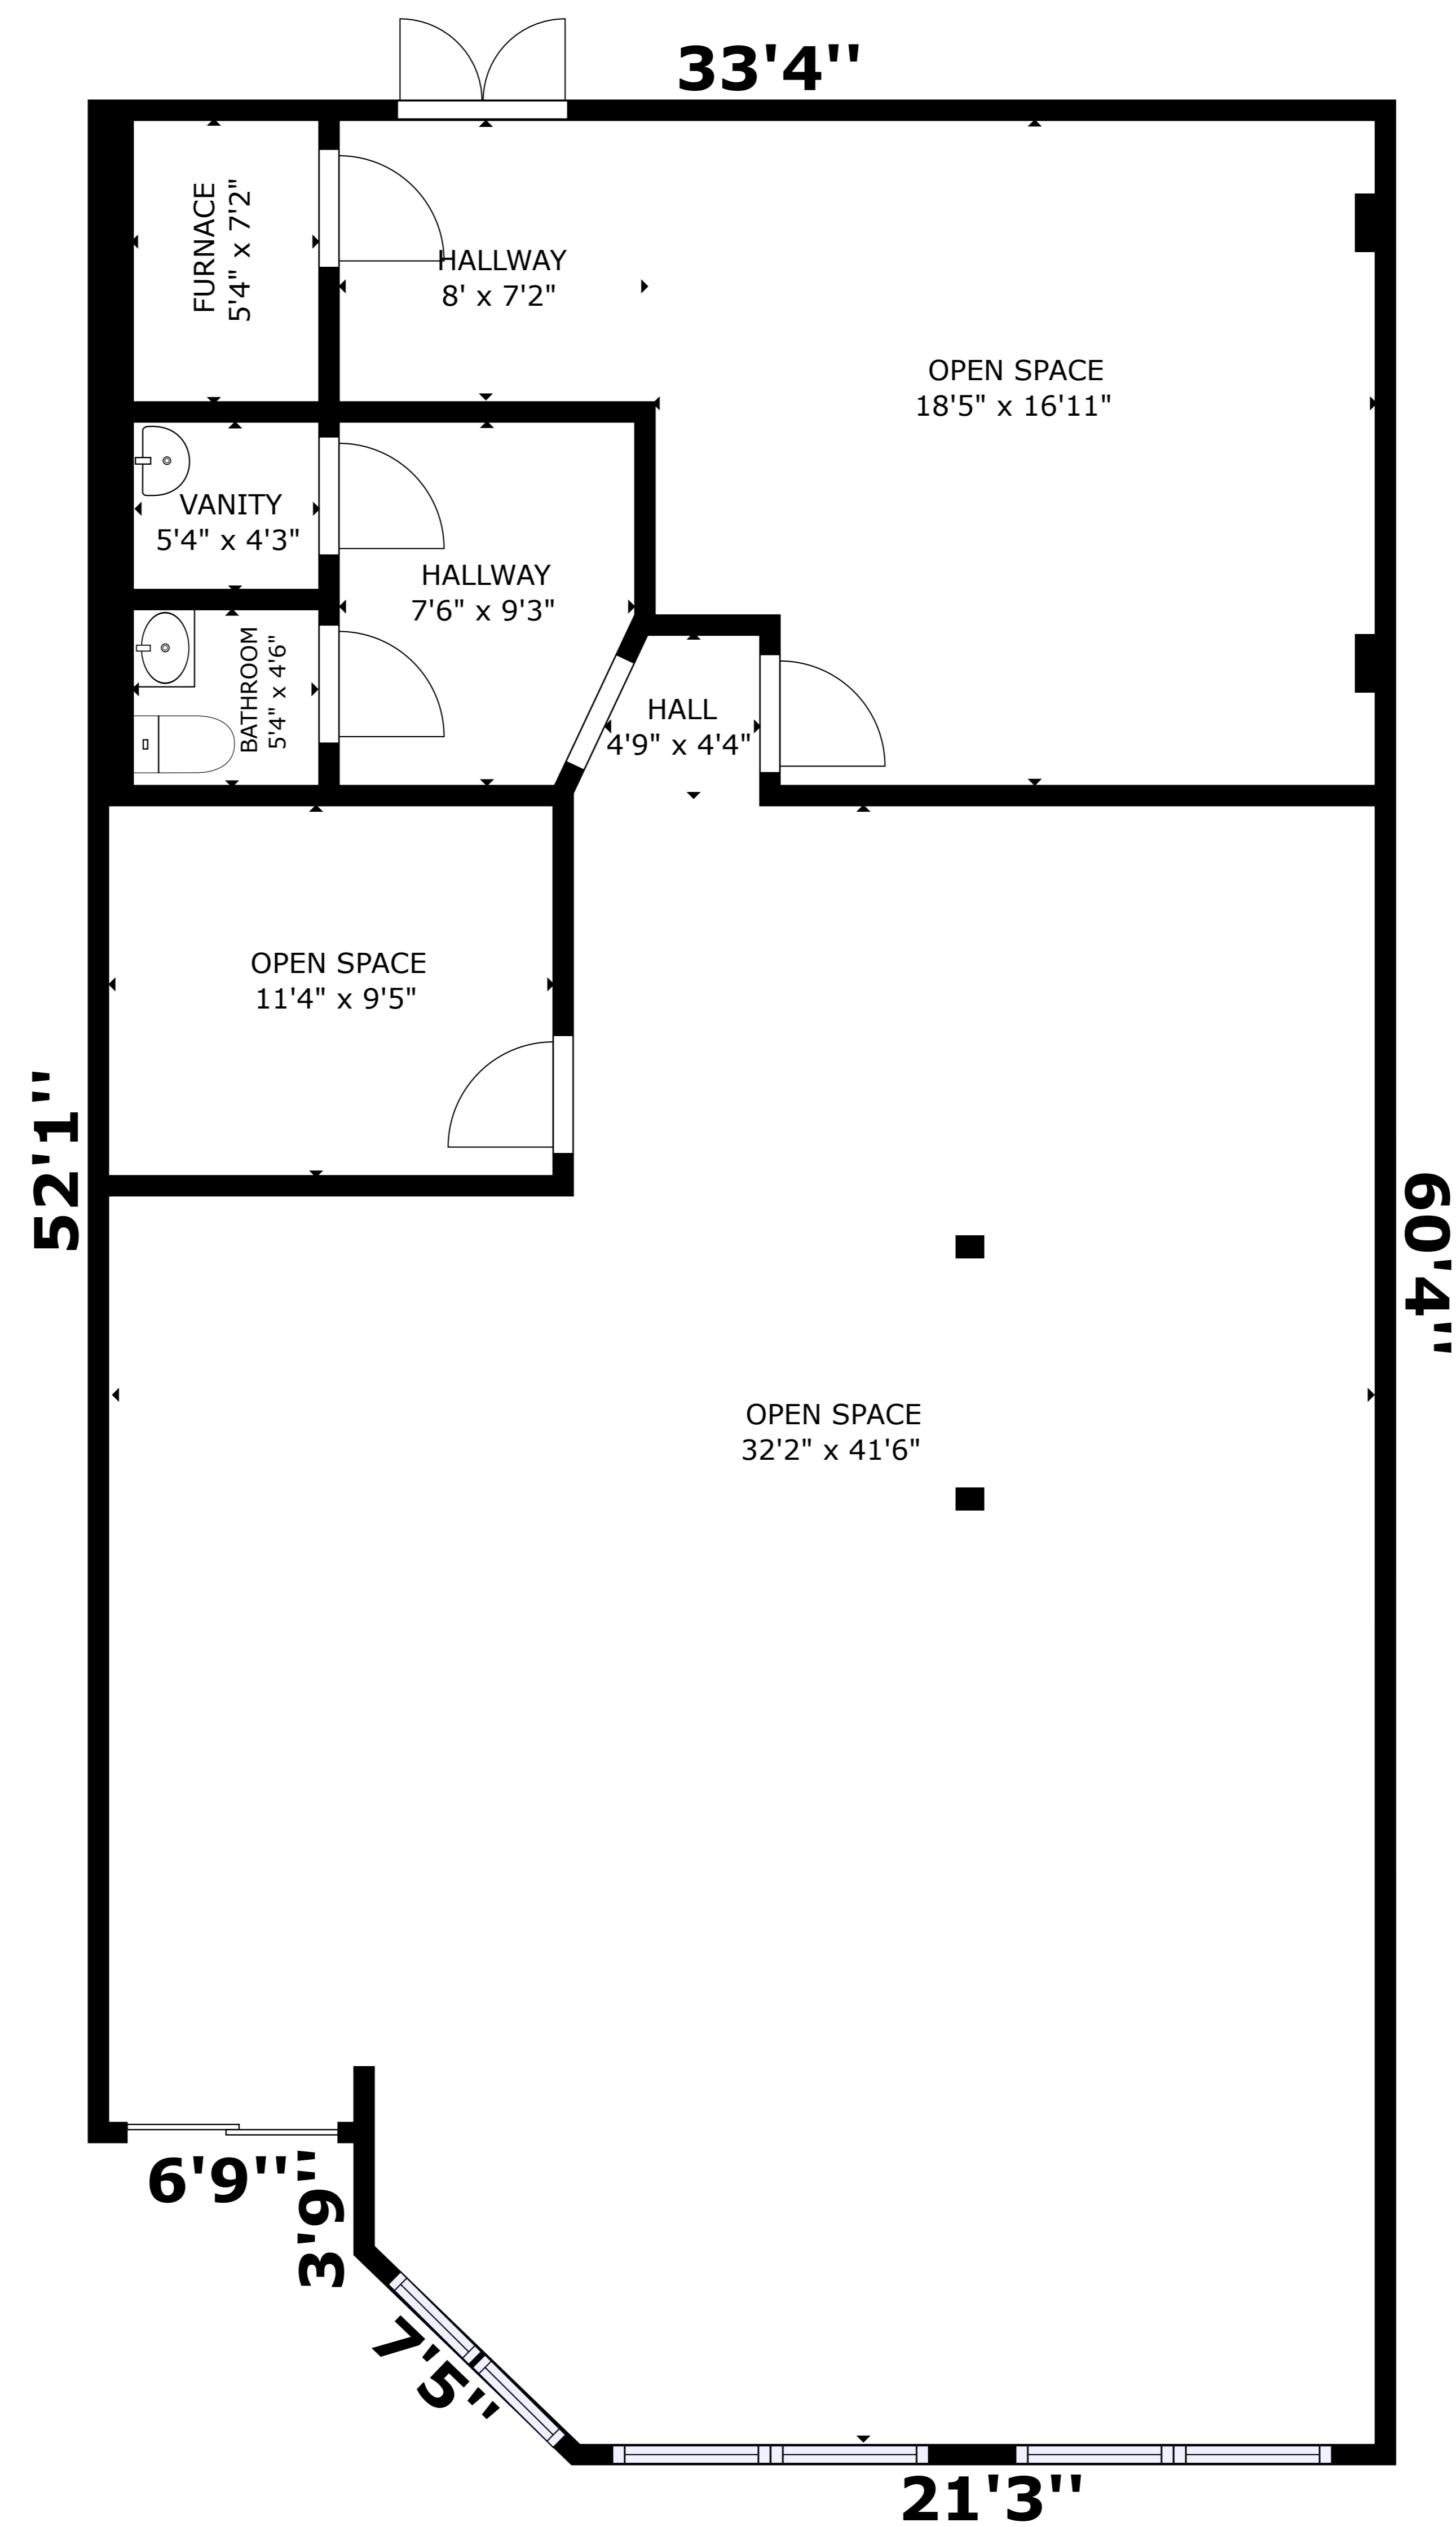 33'4''
FURNACE
5'4" x 7'2"
HALLWAY
8' x 7'2"
OPEN SPACE
18'5" x 16'11"
VANITY
5'4" x 4'3"
HALLWAY
7'6" x 9'3"
BATHROOM
5'4" x 4'6"
HALL
4'9" x 4'4"
OPEN SPACE
11'4" x 9'5"
52'1''
60'4''
OPEN SPACE
32'2" x 41'6"
6'9''
3'9''
7'5''
21'3''